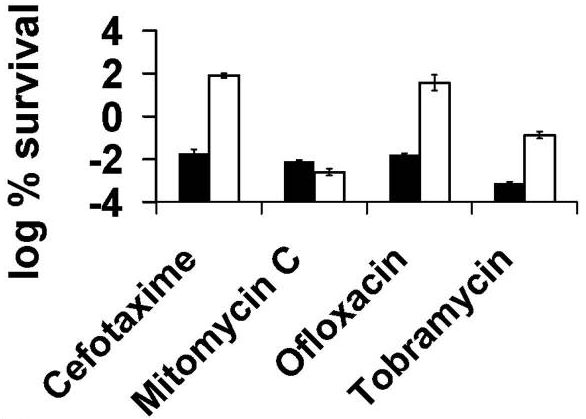 log % survival
4
2
0
-2
-4
Cefotaxime
Mitomycin C
Ofloxacin
Tobramycin